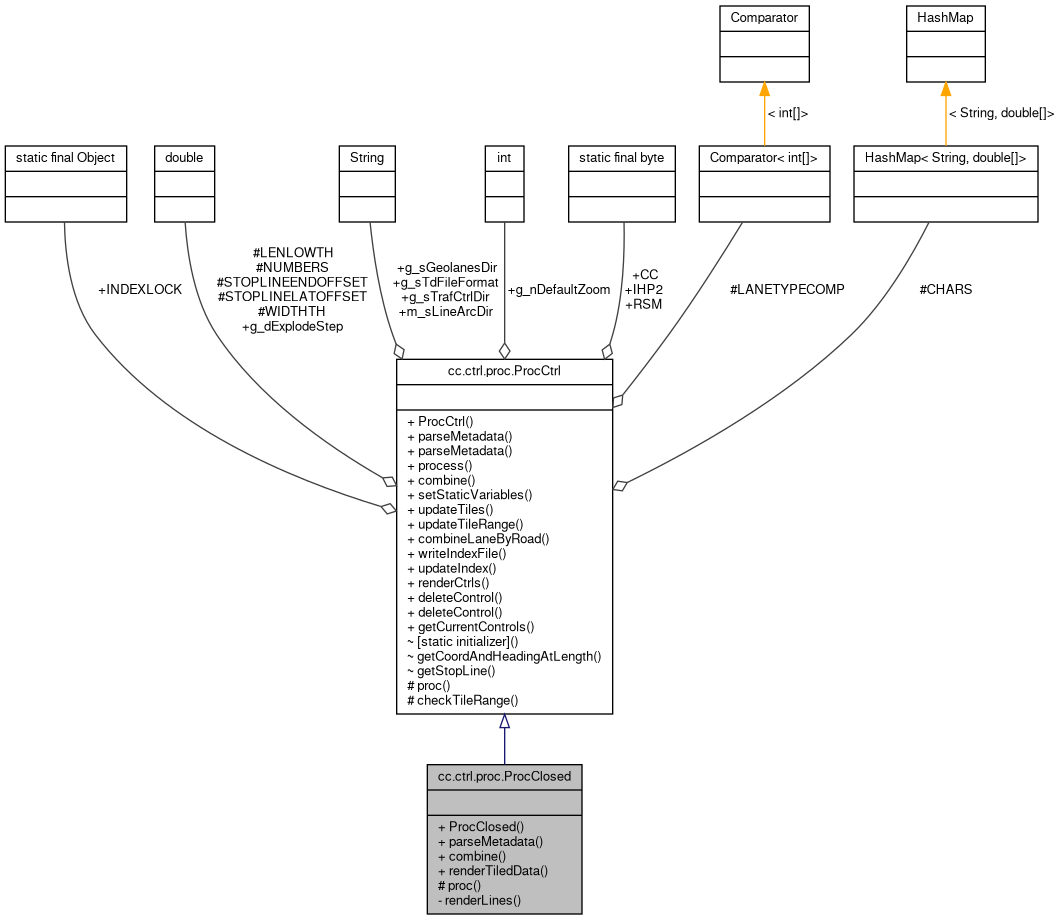 Comparator
HashMap
< int[]>
< String, double[]>
static final Object
double
String
int
static final byte
Comparator< int[]>
HashMap< String, double[]>
+INDEXLOCK
#LENLOWTH
#NUMBERS
#STOPLINEENDOFFSET
#STOPLINELATOFFSET
#WIDTHTH
+g_dExplodeStep
+g_sGeolanesDir
+g_sTdFileFormat
+g_sTrafCtrlDir
+m_sLineArcDir
+g_nDefaultZoom
+CC
+IHP2
+RSM
#LANETYPECOMP
#CHARS
cc.ctrl.proc.ProcCtrl
+ ProcCtrl()
+ parseMetadata()
+ parseMetadata()
+ process()
+ combine()
+ setStaticVariables()
+ updateTiles()
+ updateTileRange()
+ combineLaneByRoad()
+ writeIndexFile()
+ updateIndex()
+ renderCtrls()
+ deleteControl()
+ deleteControl()
+ getCurrentControls()
~ [static initializer]()
~ getCoordAndHeadingAtLength()
~ getStopLine()
# proc()
# checkTileRange()
cc.ctrl.proc.ProcClosed
+ ProcClosed()
+ parseMetadata()
+ combine()
+ renderTiledData()
# proc()
- renderLines()